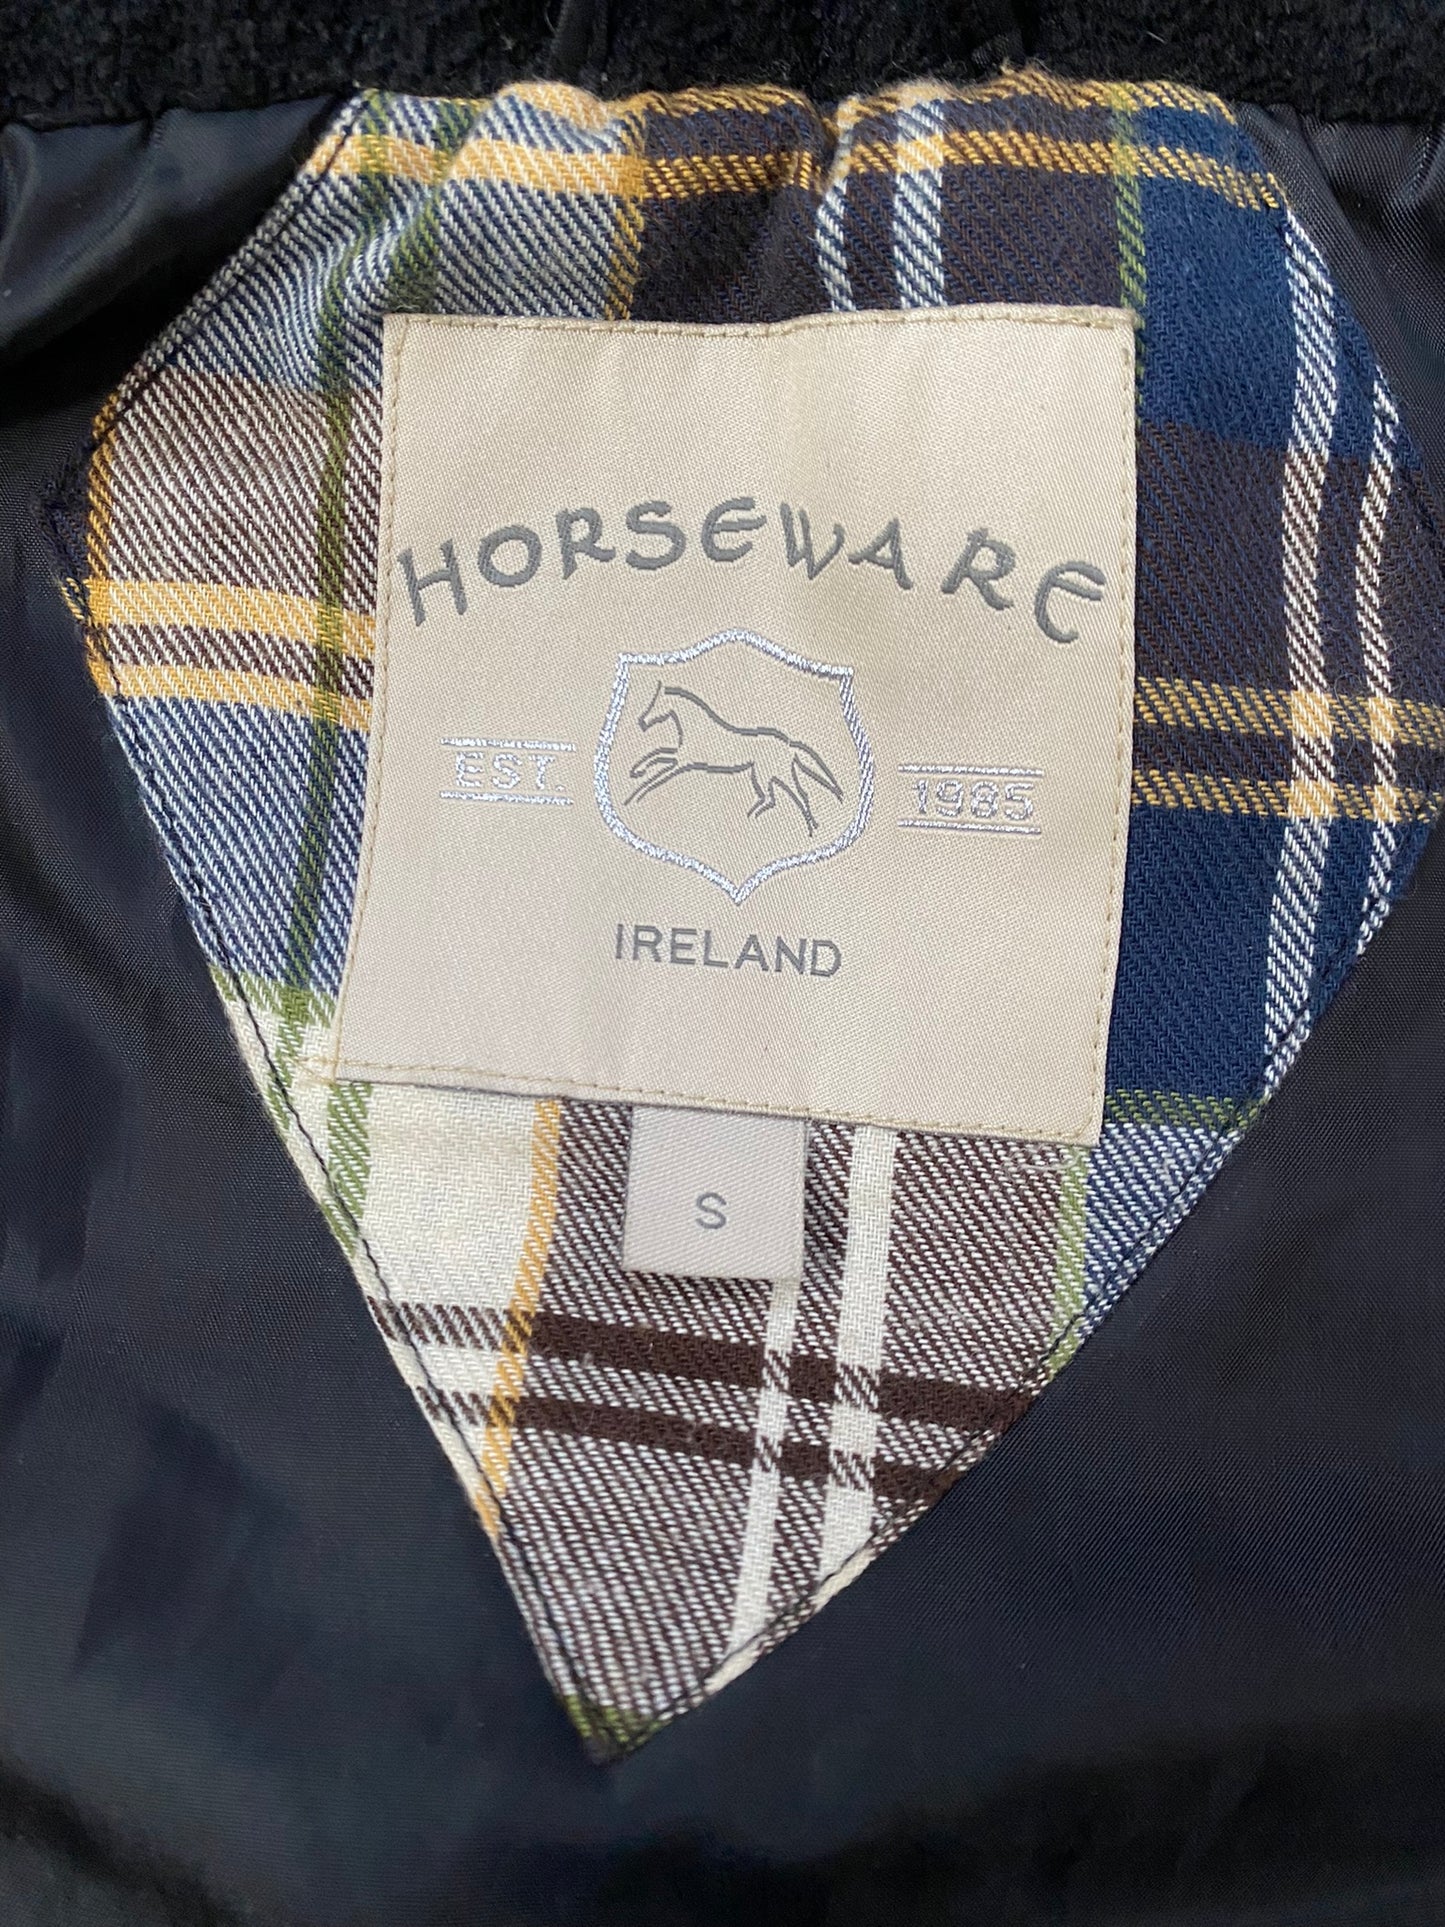 HORSEWARE
EST. 1985
IRELAND
S